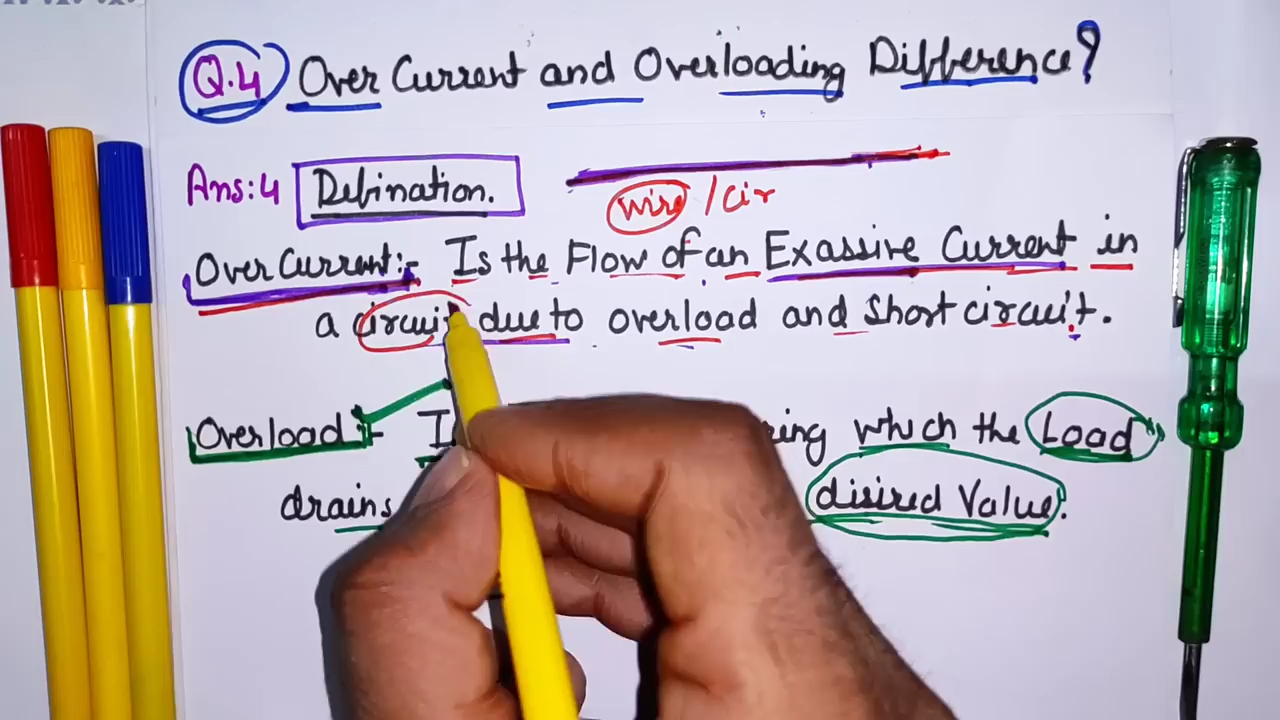 Q.4 Over Current and Overloading Difference?
Ans:4 Defination.
wire/cir
Over Current:- Is the Flow of an Exassive Current in
a circuit due to overload and Short circuit.
Overload:- which the Load
drains disired Value.